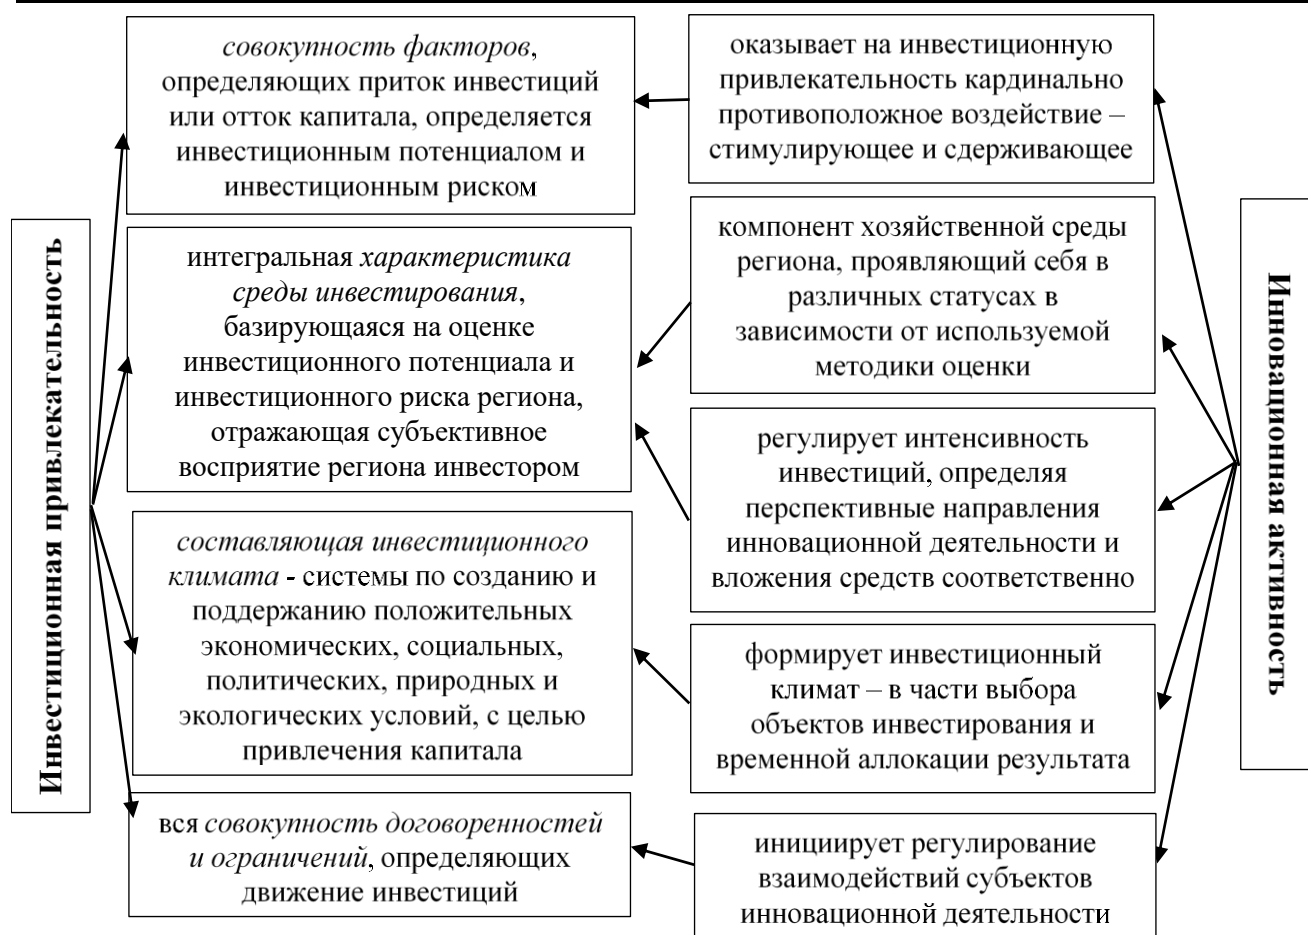 Инвестиционная привлекательность
совокупность факторов,
определяющих приток инвестиций
или отток капитала, определяется
инвестиционным потенциалом и
инвестиционным риском
интегральная характеристика
среды инвестирования,
базирующаяся на оценке
инвестиционного потенциала и
инвестиционного риска региона,
отражающая субъективное
восприятие региона инвестором
составляющая инвестиционного
климата - системы по созданию и
поддержанию положительных
экономических, социальных,
политических, природных и
экологических условий, с целью
привлечения капитала
вся совокупность договоренностей
и ограничений, определяющих
движение инвестиций
оказывает на инвестиционную
привлекательность кардинально
противоположное воздействие –
стимулирующее и сдерживающее
компонент хозяйственной среды
региона, проявляющий себя в
различных статусах в
зависимости от используемой
методики оценки
регулирует интенсивность
инвестиций, определяя
перспективные направления
инновационной деятельности и
вложения средств соответственно
формирует инвестиционный
климат – в части выбора
объектов инвестирования и
временной аллокации результата
инициирует регулирование
взаимодействий субъектов
инновационной деятельности
Инновационная активность